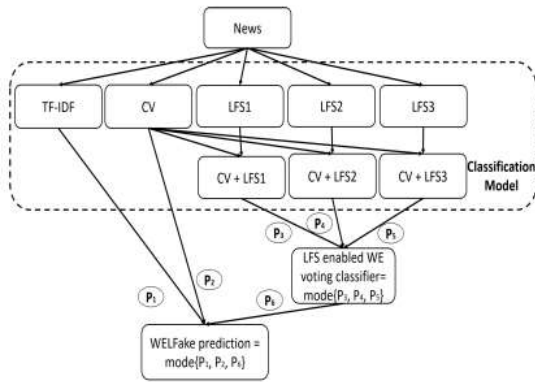 News
TF-IDF
CV
LFS1
LFS2
LFS3
CV + LFS1
CV + LFS2
CV + LFS3
Classification
Model
P₃
P₄
P₅
LFS enabled WE
voting classifier=
mode{P₃, P₄, P₅}
P₁
P₂
P₆
WELFake prediction =
mode{P₁, P₂, P₆}